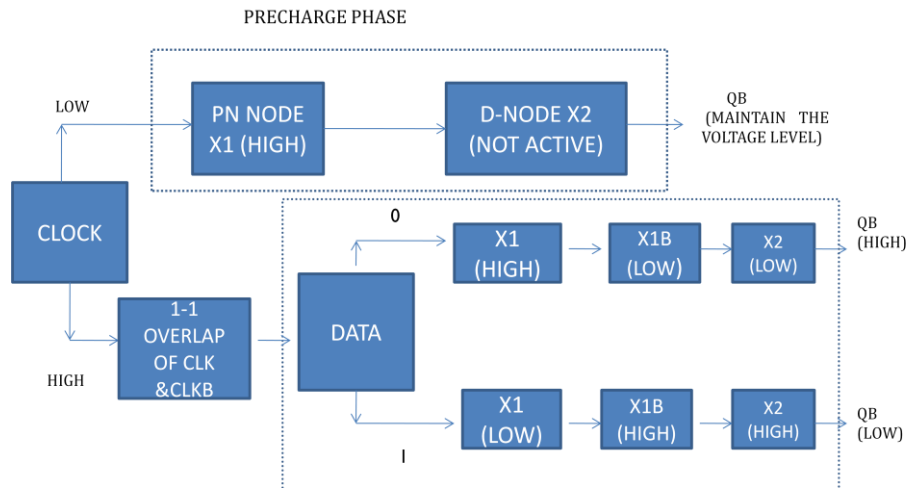 PRECHARGE PHASE
LOW
PN NODE
X1 (HIGH)
D-NODE X2
(NOT ACTIVE)
QB
(MAINTAIN THE
VOLTAGE LEVEL)
CLOCK
HIGH
1-1
OVERLAP
OF CLK
&CLKB
DATA
0
X1
(HIGH)
X1B
(LOW)
X2
(LOW)
QB
(HIGH)
I
X1
(LOW)
X1B
(HIGH)
X2
(HIGH)
QB
(LOW)